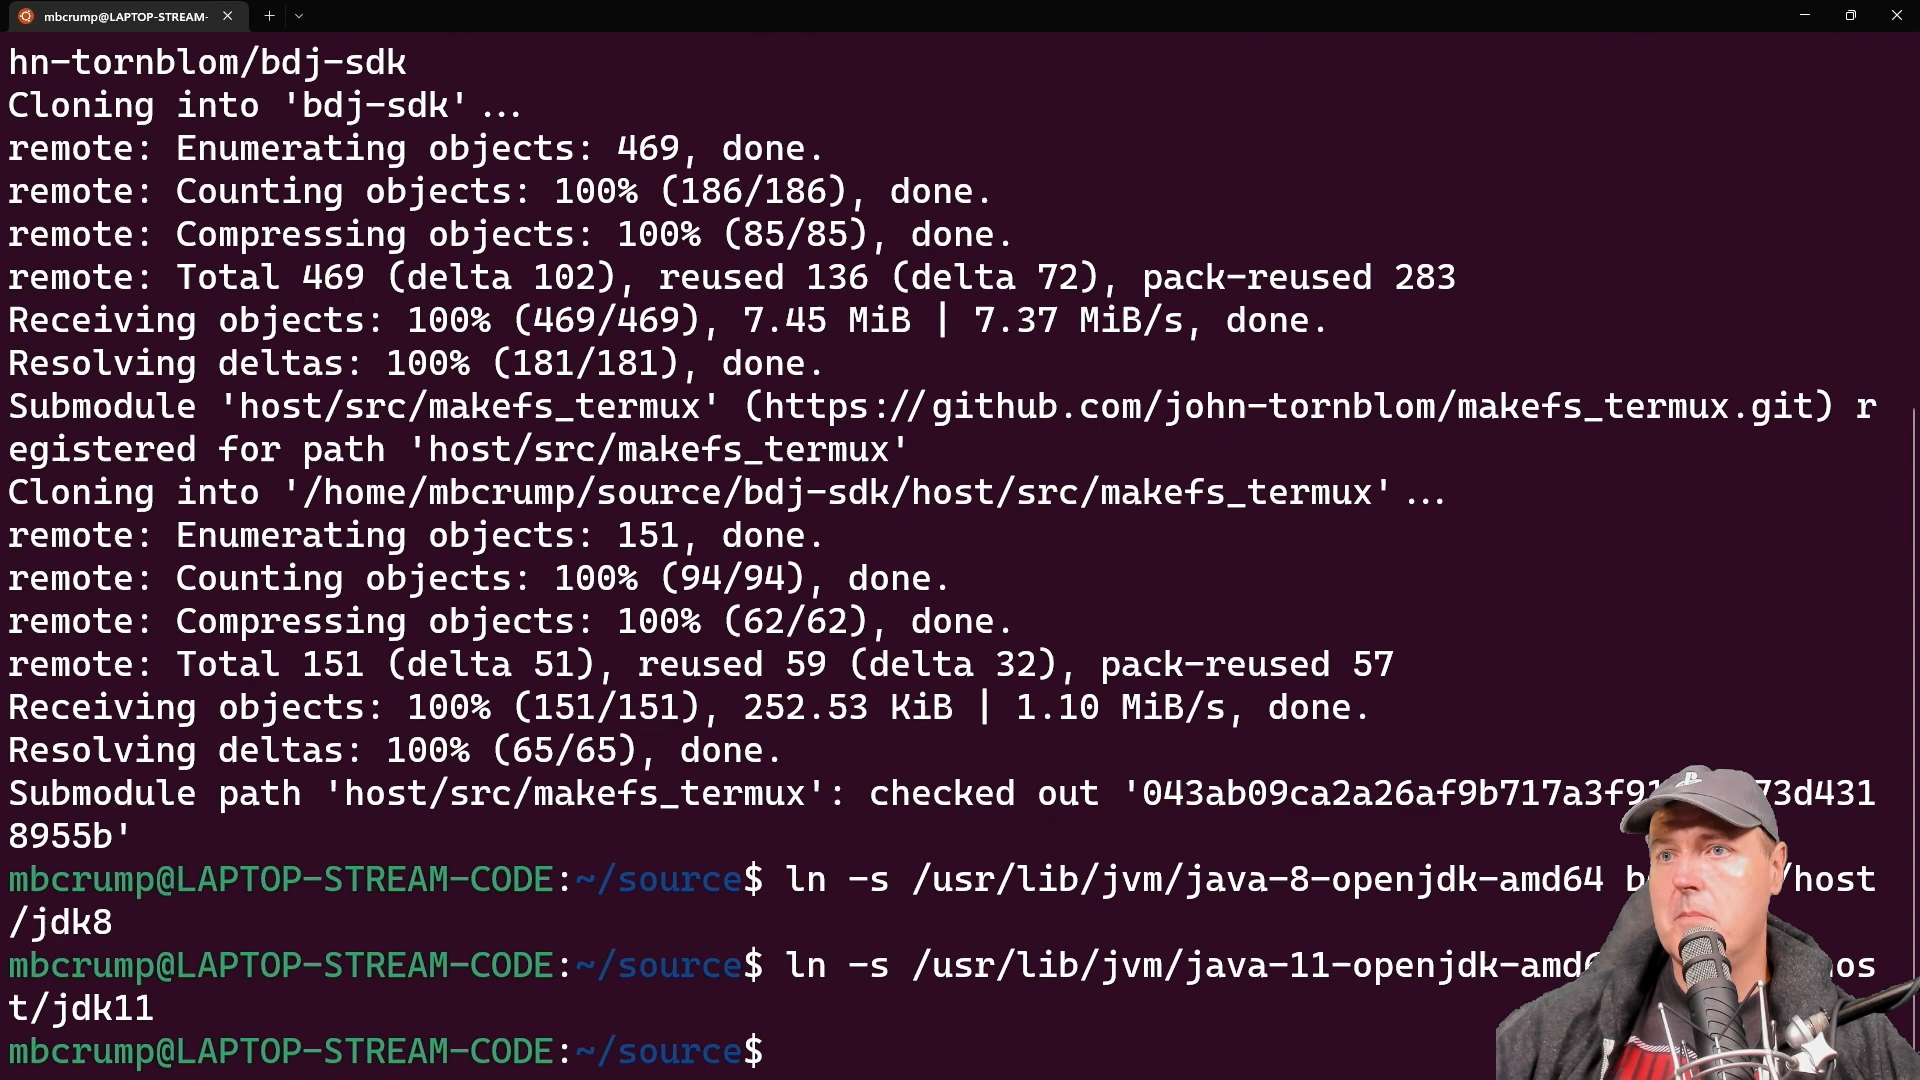 mbcrump@LAPTOP-STREAM-
hn-tornblom/bdj-sdk
Cloning into 'bdj-sdk'...
remote: Enumerating objects: 469, done.
remote: Counting objects: 100% (186/186), done.
remote: Compressing objects: 100% (85/85), done.
remote: Total 469 (delta 102), reused 136 (delta 72), pack-reused 283
Receiving objects: 100% (469/469), 7.45 MiB | 7.37 MiB/s, done.
Resolving deltas: 100% (181/181), done.
Submodule 'host/src/makefs_termux' (https://github.com/john-tornblom/makefs_termux.git) r
egistered for path 'host/src/makefs_termux'
Cloning into '/home/mbcrump/source/bdj-sdk/host/src/makefs_termux'...
remote: Enumerating objects: 151, done.
remote: Counting objects: 100% (94/94), done.
remote: Compressing objects: 100% (62/62), done.
remote: Total 151 (delta 51), reused 59 (delta 32), pack-reused 57
Receiving objects: 100% (151/151), 252.53 KiB | 1.10 MiB/s, done.
Resolving deltas: 100% (65/65), done.
Submodule path 'host/src/makefs_termux': checked out '043ab09ca2a26af9b717a3f91 73d431
8955b'
mbcrump@LAPTOP-STREAM-CODE:~/source$ ln -s /usr/lib/jvm/java-8-openjdk-amd64 b /host
/jdk8
mbcrump@LAPTOP-STREAM-CODE:~/source$ ln -s /usr/lib/jvm/java-11-openjdk-amd os
t/jdk11
mbcrump@LAPTOP-STREAM-CODE:~/source$